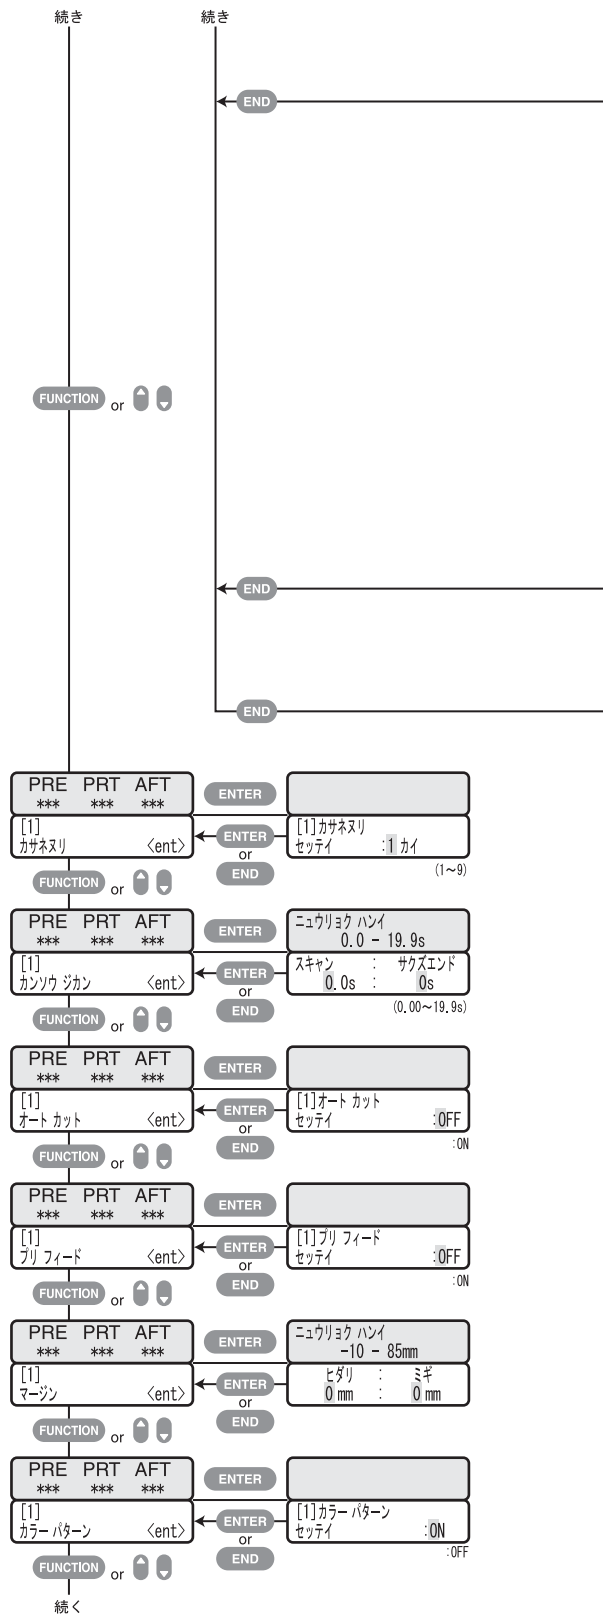 続き 続き
END
FUNCTION or
END
END
PRE PRT AFT
*** *** ***
ENTER
[1]
カサネヌリ <ent>
ENTER
or
END
[1]カサネヌリ
セッテイ :1 カイ
(1〜9)
FUNCTION or
PRE PRT AFT
*** *** ***
ENTER
ニュウリョク ハンイ
0.0 - 19.9s
[1]
カンソウ ジカン <ent>
ENTER
or
END
スキャン : サクズエンド
0.0s : 0s
(0.00〜19.9s)
FUNCTION or
PRE PRT AFT
*** *** ***
ENTER
[1]
オート カット <ent>
ENTER
or
END
[1]オート カット
セッテイ :OFF
:ON
FUNCTION or
PRE PRT AFT
*** *** ***
ENTER
[1]
プリ フィード <ent>
ENTER
or
END
[1]プリ フィード
セッテイ :OFF
:ON
FUNCTION or
PRE PRT AFT
*** *** ***
ENTER
ニュウリョク ハンイ
-10 - 85mm
[1]
マージン <ent>
ENTER
or
END
ヒダリ : ミギ
0 mm : 0 mm
FUNCTION or
PRE PRT AFT
*** *** ***
ENTER
[1]
カラー パターン <ent>
ENTER
or
END
[1]カラー パターン
セッテイ :ON
:OFF
FUNCTION or
続く